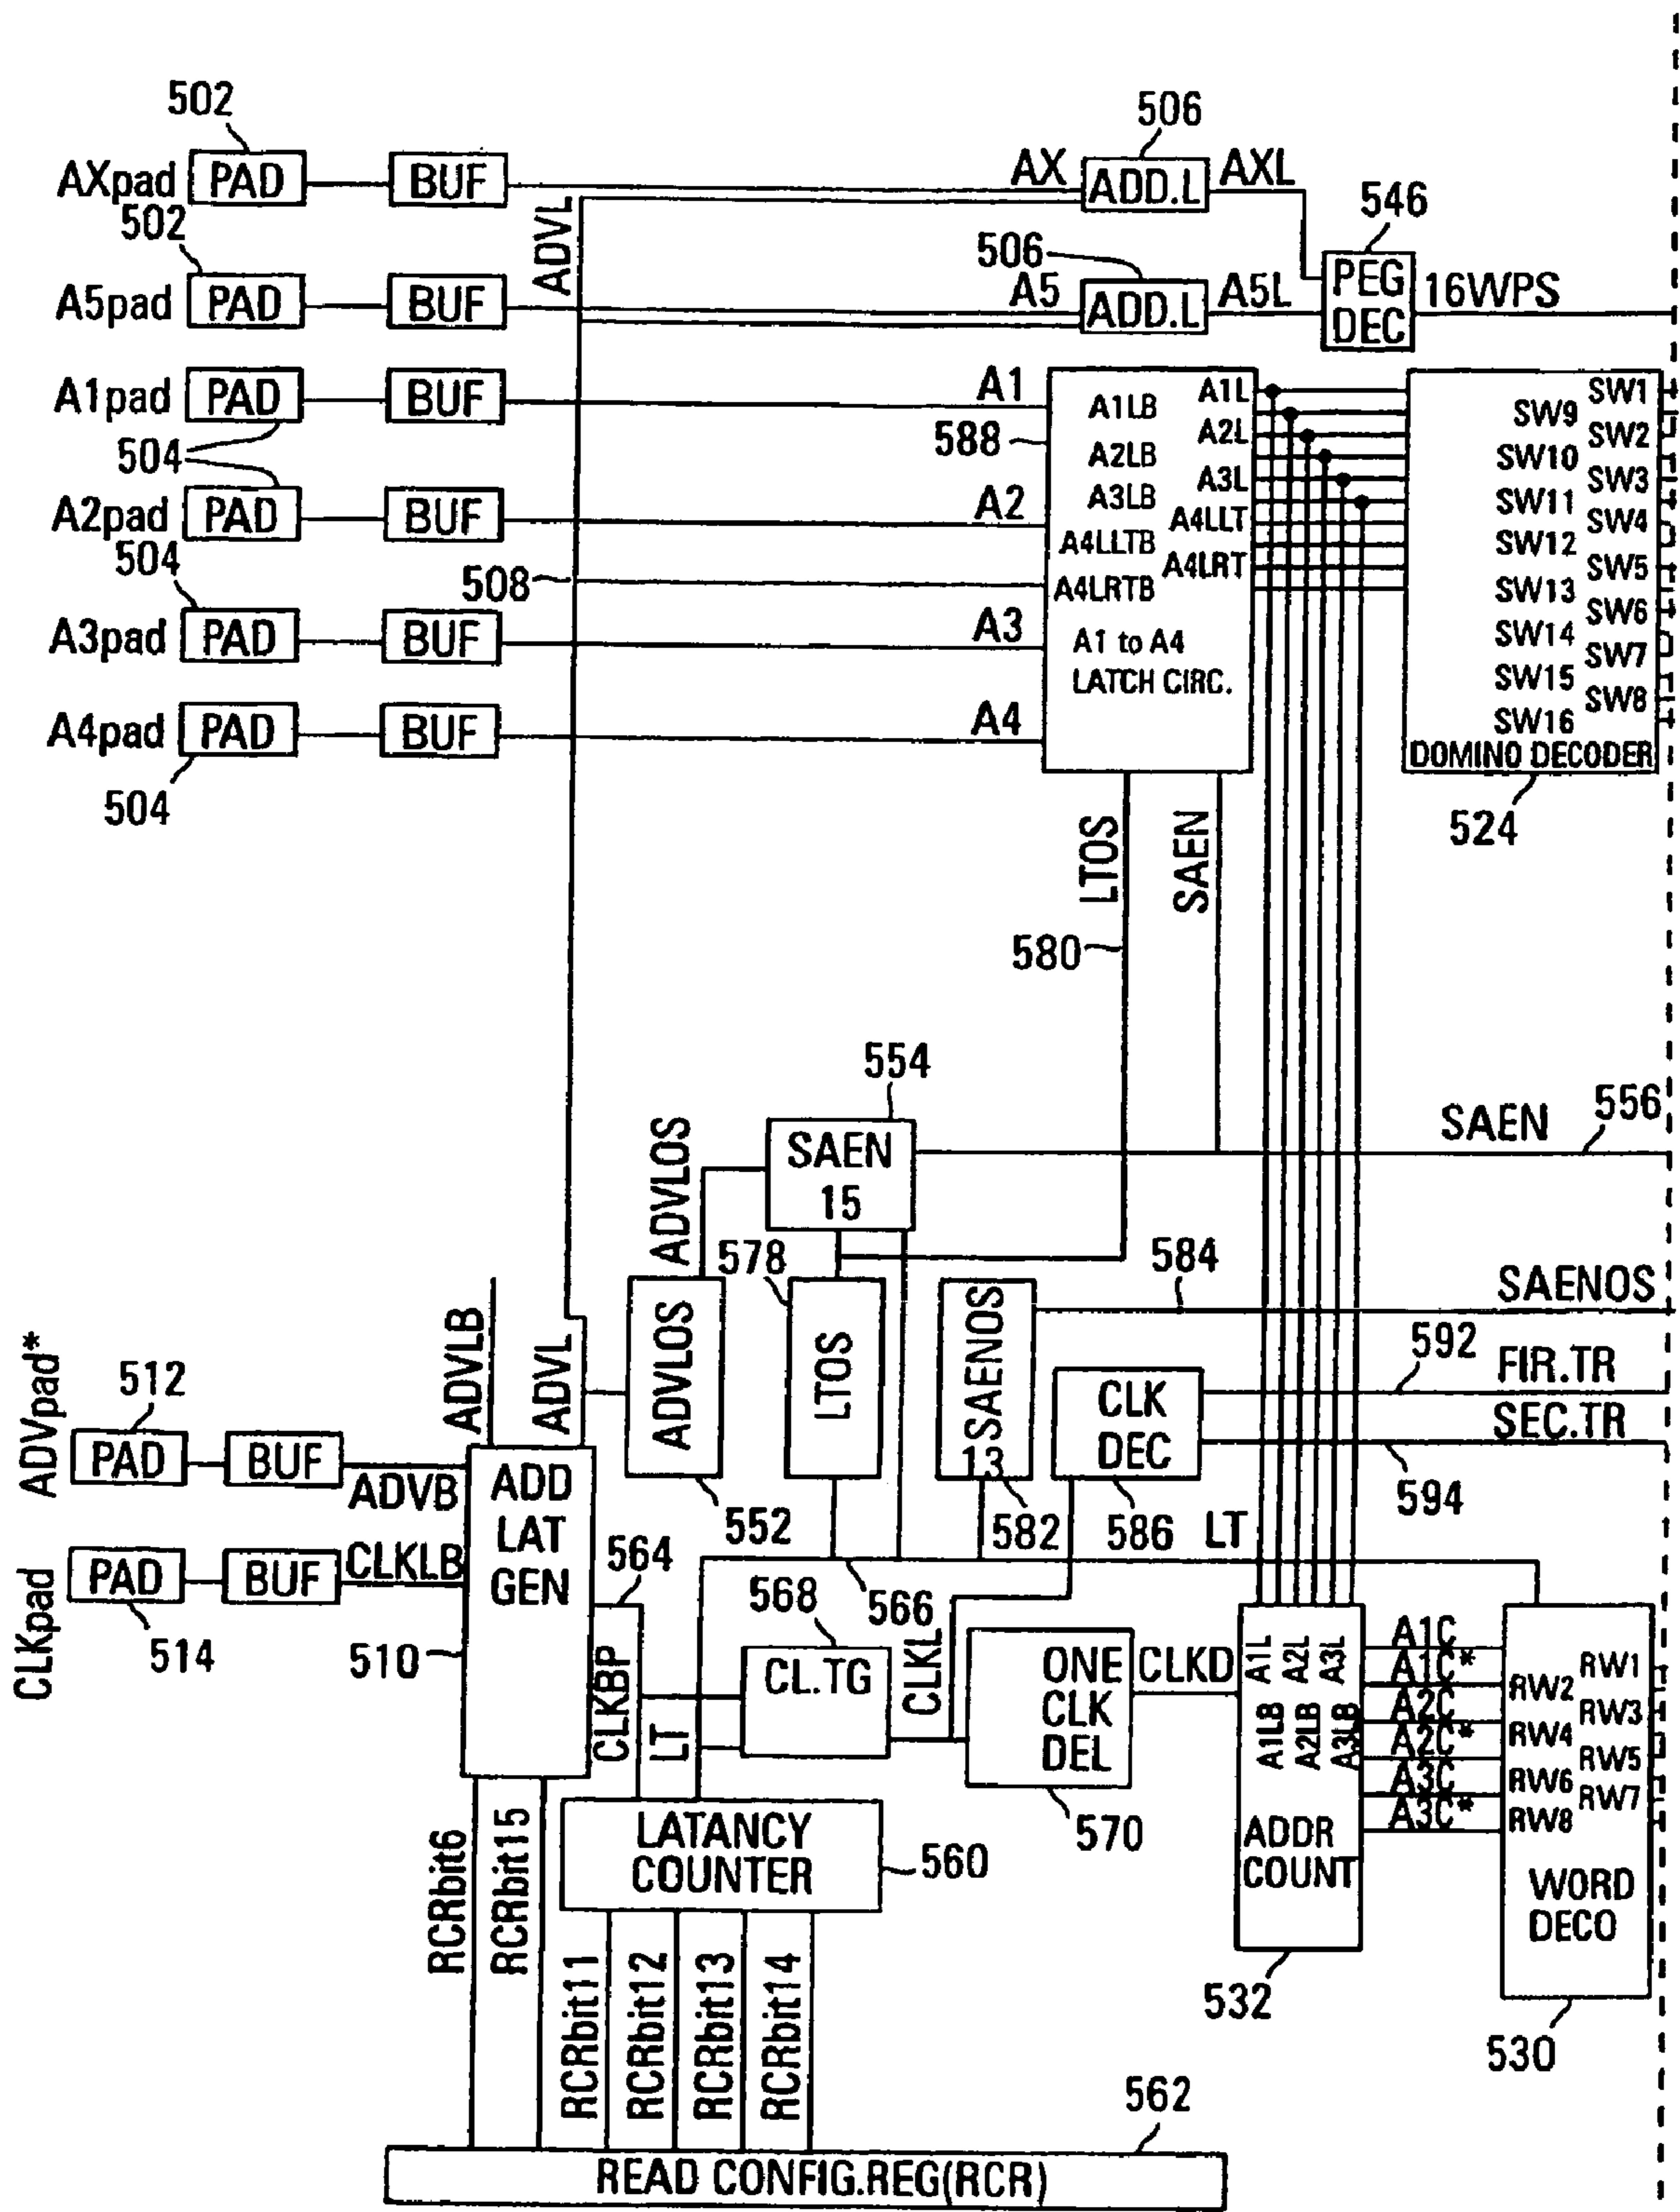 502
506
AXpad PAD BUF AX ADD.L AXL
502
ADVL
546
506
A5pad PAD BUF A5 ADD.L A5L PEG DEC 16WPS
A1pad PAD BUF A1
504
588
A2pad PAD BUF A2
504
508
A3pad PAD BUF A3
A4pad PAD BUF A4
504
A1LB A1L
A2L
A2LB
A3L
A3LB
A4LLT
A4LLTB
A4LRT
A4LRTB
A1 to A4
LATCH CIRC.
SW1
SW9
SW2
SW10
SW3
SW11
SW4
SW12
SW5
SW13
SW6
SW14
SW7
SW15
SW8
SW16
DOMINO DECODER
524
LTOS
SAEN
580
554
SAEN
15
SAEN
556
ADVLOS
578
584
SAENOS
ADVLOS
LTOS
SAENOS
13
592
FIR.TR
CLK
DEC
SEC.TR
594
552
582
586
LT
ADVLB
ADVL
ADVpad*
512
PAD BUF ADVB
CLKpad
PAD BUF CLKLB
514
ADD
LAT
GEN
510
564
566
568
CLKBP
LT
CL.TG
CLKL
ONE
CLK
DEL
570
CLKD
A1L
A2L
A3L
A1LB
A2LB
A3LB
ADDR
COUNT
532
A1C
A1C*
A2C
A2C*
A3C
A3C*
RW1
RW2
RW3
RW4
RW5
RW6
RW7
RW8
WORD
DECO
530
LATANCY
COUNTER
560
RCRbit6
RCRbit15
RCRbit11
RCRbit12
RCRbit13
RCRbit14
562
READ CONFIG.REG(RCR)